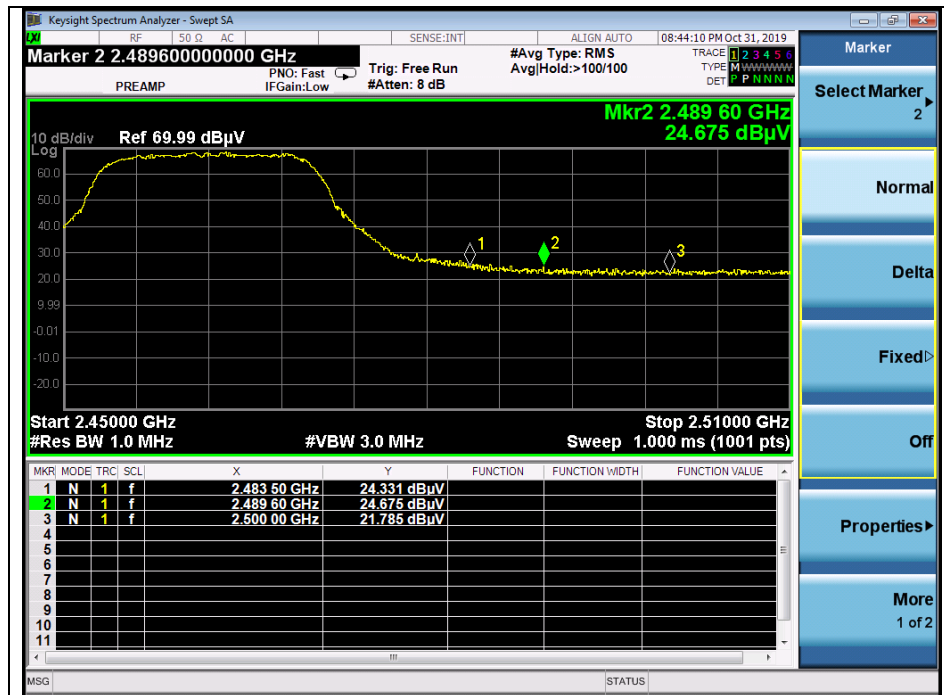 Keysight Spectrum Analyzer - Swept SA
LXI RF 50 Ω AC SENSE:INT ALIGN AUTO 08:44:10 PM Oct 31, 2019
Marker 2 2.489600000000 GHz
PREAMP
PNO: Fast
IFGain:Low
Trig: Free Run
#Atten: 8 dB
#Avg Type: RMS
Avg|Hold:>100/100
TRACE 1 2 3 4 5 6
TYPE M WWWWW
DET P P N N N N
Mkr2 2.489 60 GHz
24.675 dBµV
10 dB/div Ref 69.99 dBµV
Log
60.0
50.0
40.0
30.0
20.0
9.99
-0.01
-10.0
-20.0
1
2
3
Start 2.45000 GHz Stop 2.51000 GHz
#Res BW 1.0 MHz #VBW 3.0 MHz Sweep 1.000 ms (1001 pts)
MKR MODE TRC SCL X Y FUNCTION FUNCTION WIDTH FUNCTION VALUE
1 N 1 f 2.483 50 GHz 24.331 dBµV
2 N 1 f 2.489 60 GHz 24.675 dBµV
3 N 1 f 2.500 00 GHz 21.785 dBµV
4
5
6
7
8
9
10
11
MSG STATUS
Marker
Select Marker
2
Normal
Delta
Fixed
Off
Properties
More
1 of 2